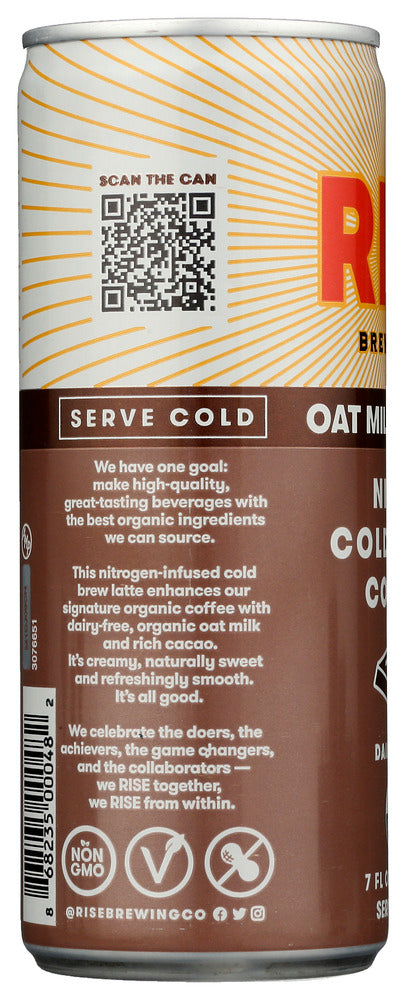 SCAN THE CAN
RI
BRE
SERVE COLD
OAT MIL
We have one goal:
make high-quality,
great-tasting beverages with
the best organic ingredients
we can source.
This nitrogen-infused cold
brew latte enhances our
signature organic coffee with
dairy-free, organic oat milk
and rich cacao.
It's creamy, naturally sweet
and refreshingly smooth.
It's all good.
We celebrate the doers, the
achievers, the game changers,
and the collaborators —
we RISE together,
we RISE from within.
NON
GMO
V
@RISEBREWINGCO
N
COLD
CO
DAI
7 FL O
SER
3076651
8 68235 00048 2